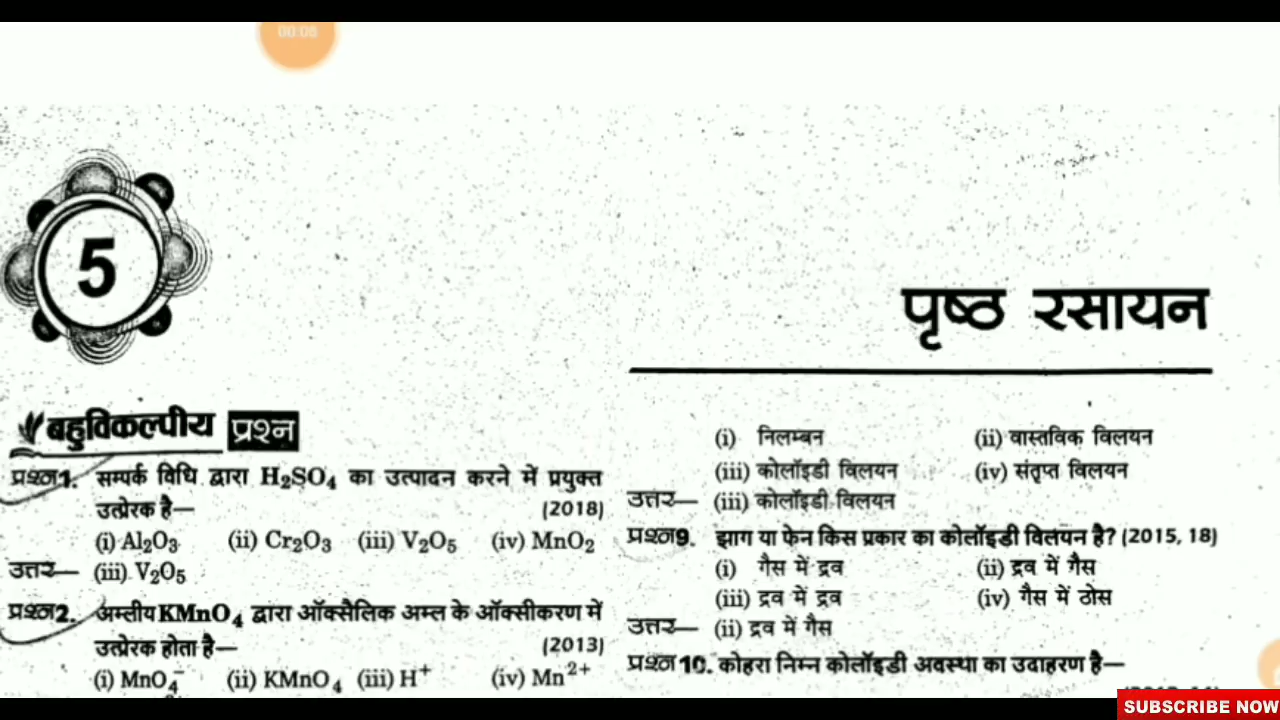 00:08
5
पृष्ठ रसायन
बहुविकल्पीय प्रश्न
प्रश्न1. सम्पर्क विधि द्वारा H₂SO₄ का उत्पादन करने में प्रयुक्त
उत्प्रेरक है— (2018)
(i) Al₂O₃ (ii) Cr₂O₃ (iii) V₂O₅ (iv) MnO₂
उत्तर— (iii) V₂O₅
प्रश्न2. अम्लीय KMnO₄ द्वारा ऑक्सैलिक अम्ल के ऑक्सीकरण में
उत्प्रेरक होता है— (2013)
(i) MnO₄⁻ (ii) KMnO₄ (iii) H⁺ (iv) Mn²⁺
(i) निलम्बन (ii) वास्तविक विलयन
(iii) कोलॉइडी विलयन (iv) संतृप्त विलयन
उत्तर— (iii) कोलॉइडी विलयन
प्रश्न9. झाग या फेन किस प्रकार का कोलॉइडी विलयन है? (2015, 18)
(i) गैस में द्रव (ii) द्रव में गैस
(iii) द्रव में द्रव (iv) गैस में ठोस
उत्तर— (ii) द्रव में गैस
प्रश्न10. कोहरा निम्न कोलॉइडी अवस्था का उदाहरण है—
SUBSCRIBE NOW